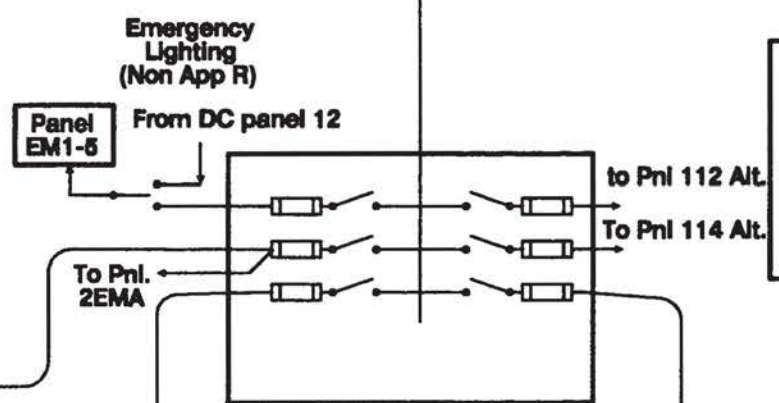 Emergency
Lighting
(Non App R)
Panel
EM1-5
From DC panel 12
to Pnl 112 Alt.
To Pnl 114 Alt.
To Pnl.
2EMA